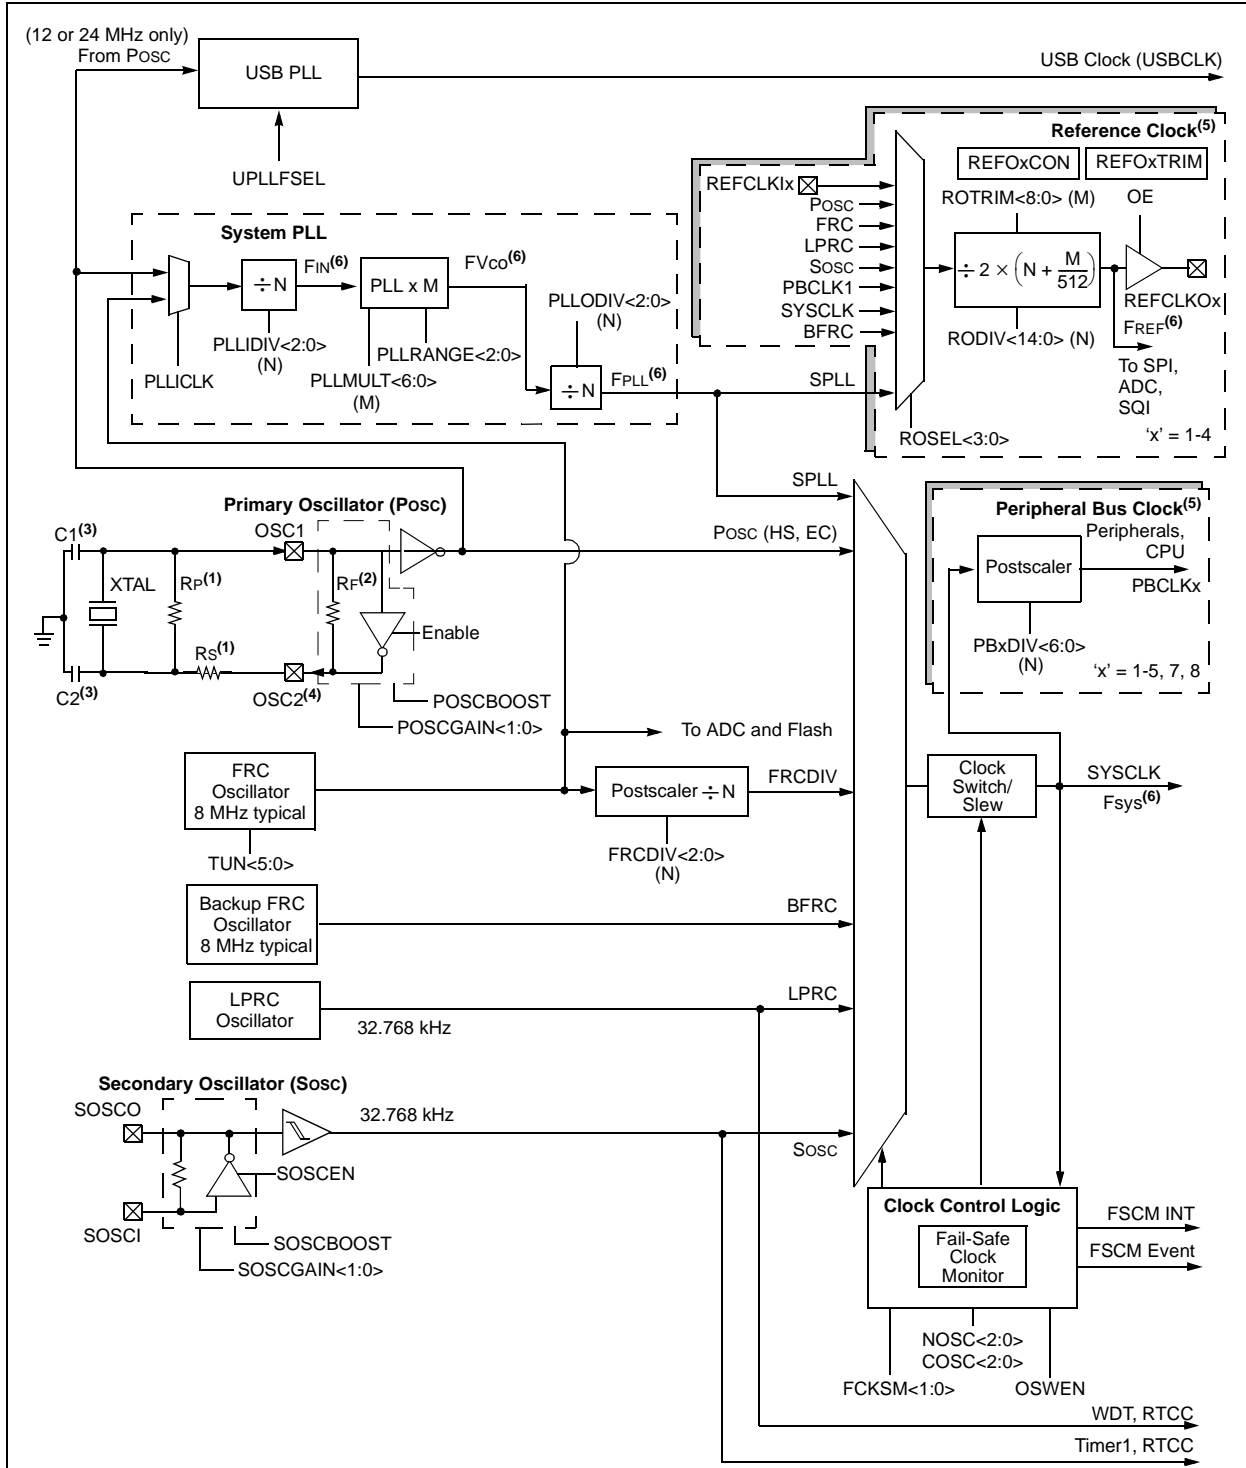 (12 or 24 MHz only)
From POSC
USB PLL
USB Clock (USBCLK)
UPLLFSEL
Reference Clock(5)
REFOxCON
REFOxTRIM
REFCLKIx
POSC
FRC
LPRC
SOSC
PBCLK1
SYSCLK
BFRC
SPLL
ROTRIM<8:0> (M)
OE
÷ 2 × (N + M/512)
REFCLKOx
FREF(6)
RODIV<14:0> (N)
To SPI,
ADC,
SQI
ROSEL<3:0>
'x' = 1-4
System PLL
FIN(6)
FVCO(6)
÷ N
PLL x M
PLLODIV<2:0>
(N)
PLLIDIV<2:0>
(N)
PLLRANGE<2:0>
PLLICLK
PLLMULT<6:0>
(M)
÷ N
FPLL(6)
SPLL
Primary Oscillator (POSC)
C1(3)
OSC1
POSC (HS, EC)
XTAL
RP(1)
RF(2)
Enable
RS(1)
C2(3)
OSC2(4)
POSCBOOST
POSCGAIN<1:0>
Peripheral Bus Clock(5)
Peripherals,
CPU
Postscaler
PBCLKx
PBxDIV<6:0>
(N)
'x' = 1-5, 7, 8
To ADC and Flash
FRC
Oscillator
8 MHz typical
TUN<5:0>
Postscaler ÷ N
FRCDIV
FRCDIV<2:0>
(N)
Clock
Switch/
Slew
SYSCLK
Fsys(6)
Backup FRC
Oscillator
8 MHz typical
BFRC
LPRC
Oscillator
32.768 kHz
LPRC
Secondary Oscillator (SOSC)
SOSCO
32.768 kHz
SOSC
SOSCEN
SOSCI
SOSCBOOST
SOSCGAIN<1:0>
Clock Control Logic
Fail-Safe
Clock
Monitor
FSCM INT
FSCM Event
NOSC<2:0>
COSC<2:0>
FCKSM<1:0>
OSWEN
WDT, RTCC
Timer1, RTCC